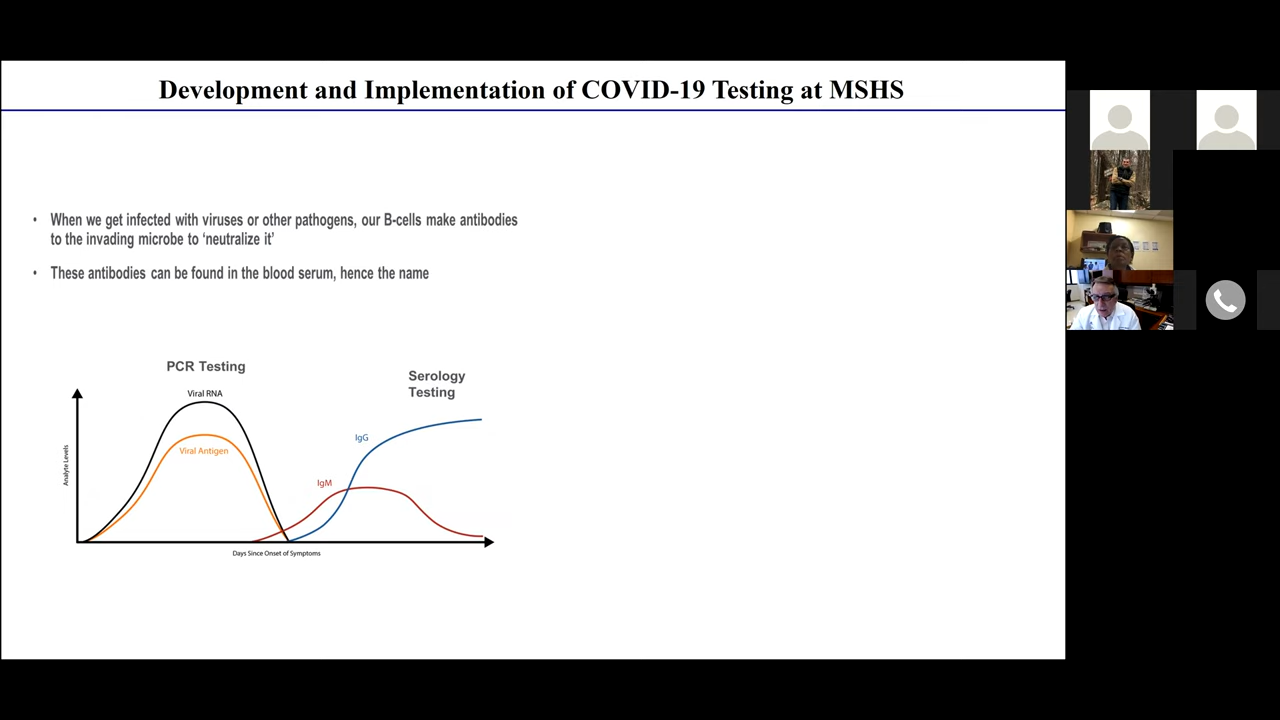 Development and Implementation of COVID-19 Testing at MSHS
• When we get infected with viruses or other pathogens, our B-cells make antibodies
to the invading microbe to ‘neutralize it’
• These antibodies can be found in the blood serum, hence the name
PCR Testing
Serology
Testing
Viral RNA
Viral Antigen
IgG
IgM
Analyte Levels
Days Since Onset of Symptoms